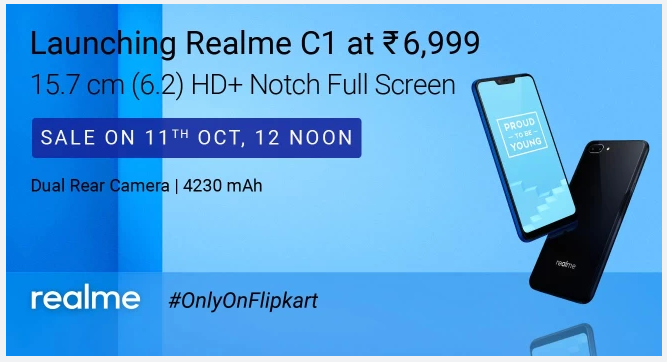 Launching Realme C1 at ₹6,999
15.7 cm (6.2) HD+ Notch Full Screen
SALE ON 11TH OCT, 12 NOON
Dual Rear Camera | 4230 mAh
PROUD
TO BE
YOUNG
realme
realme #OnlyOnFlipkart